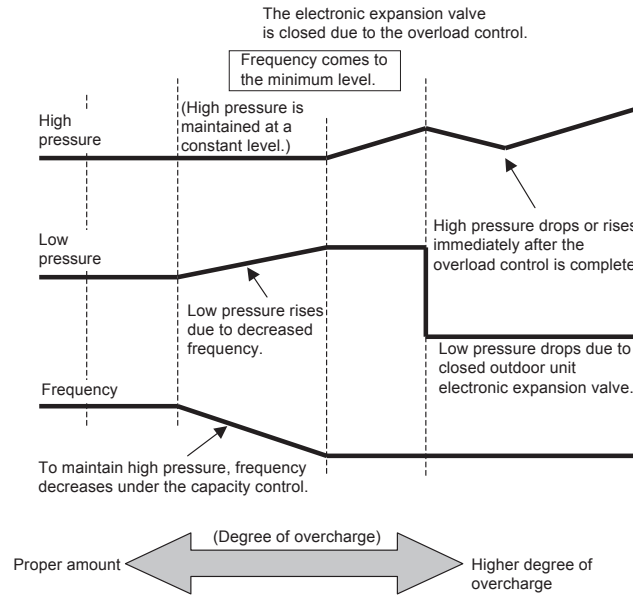 The electronic expansion valve
is closed due to the overload control.
Frequency comes to
the minimum level.
(High pressure is
maintained at a
constant level.)
High
pressure
High pressure drops or rises
immediately after the
overload control is complete
Low
pressure
Low pressure rises
due to decreased
frequency.
Low pressure drops due to
closed outdoor unit
electronic expansion valve.
Frequency
To maintain high pressure, frequency
decreases under the capacity control.
(Degree of overcharge)
Proper amount
Higher degree of
overcharge